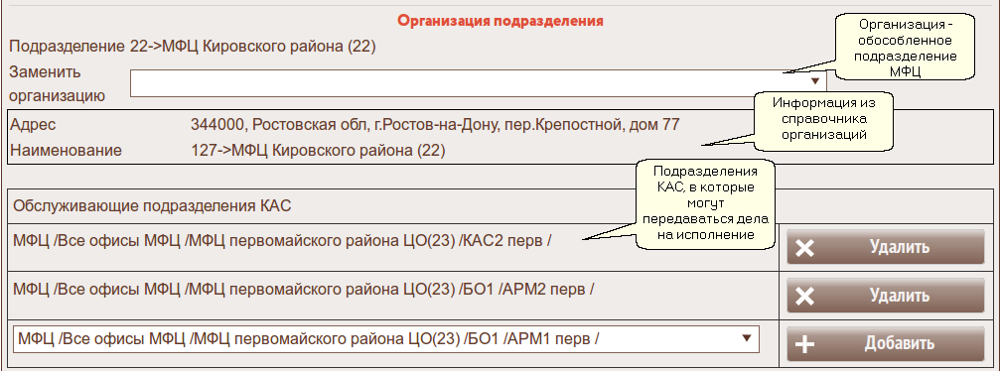 Организация подразделения
Подразделение 22->МФЦ Кировского района (22)
Организация -
обособленное
подразделение
МФЦ
Заменить
организацию
Информация из
справочника
организаций
Адрес 344000, Ростовская обл, г.Ростов-на-Дону, пер.Крепостной, дом 77
Наименование 127->МФЦ Кировского района (22)
Подразделения
КАС, в которые
могут
передаваться дела
на исполнение
Обслуживающие подразделения КАС
МФЦ /Все офисы МФЦ /МФЦ первомайского района ЦО(23) /КАС2 перв /
Удалить
МФЦ /Все офисы МФЦ /МФЦ первомайского района ЦО(23) /БО1 /АРМ2 перв /
Удалить
МФЦ /Все офисы МФЦ /МФЦ первомайского района ЦО(23) /БО1 /АРМ1 перв /
Добавить